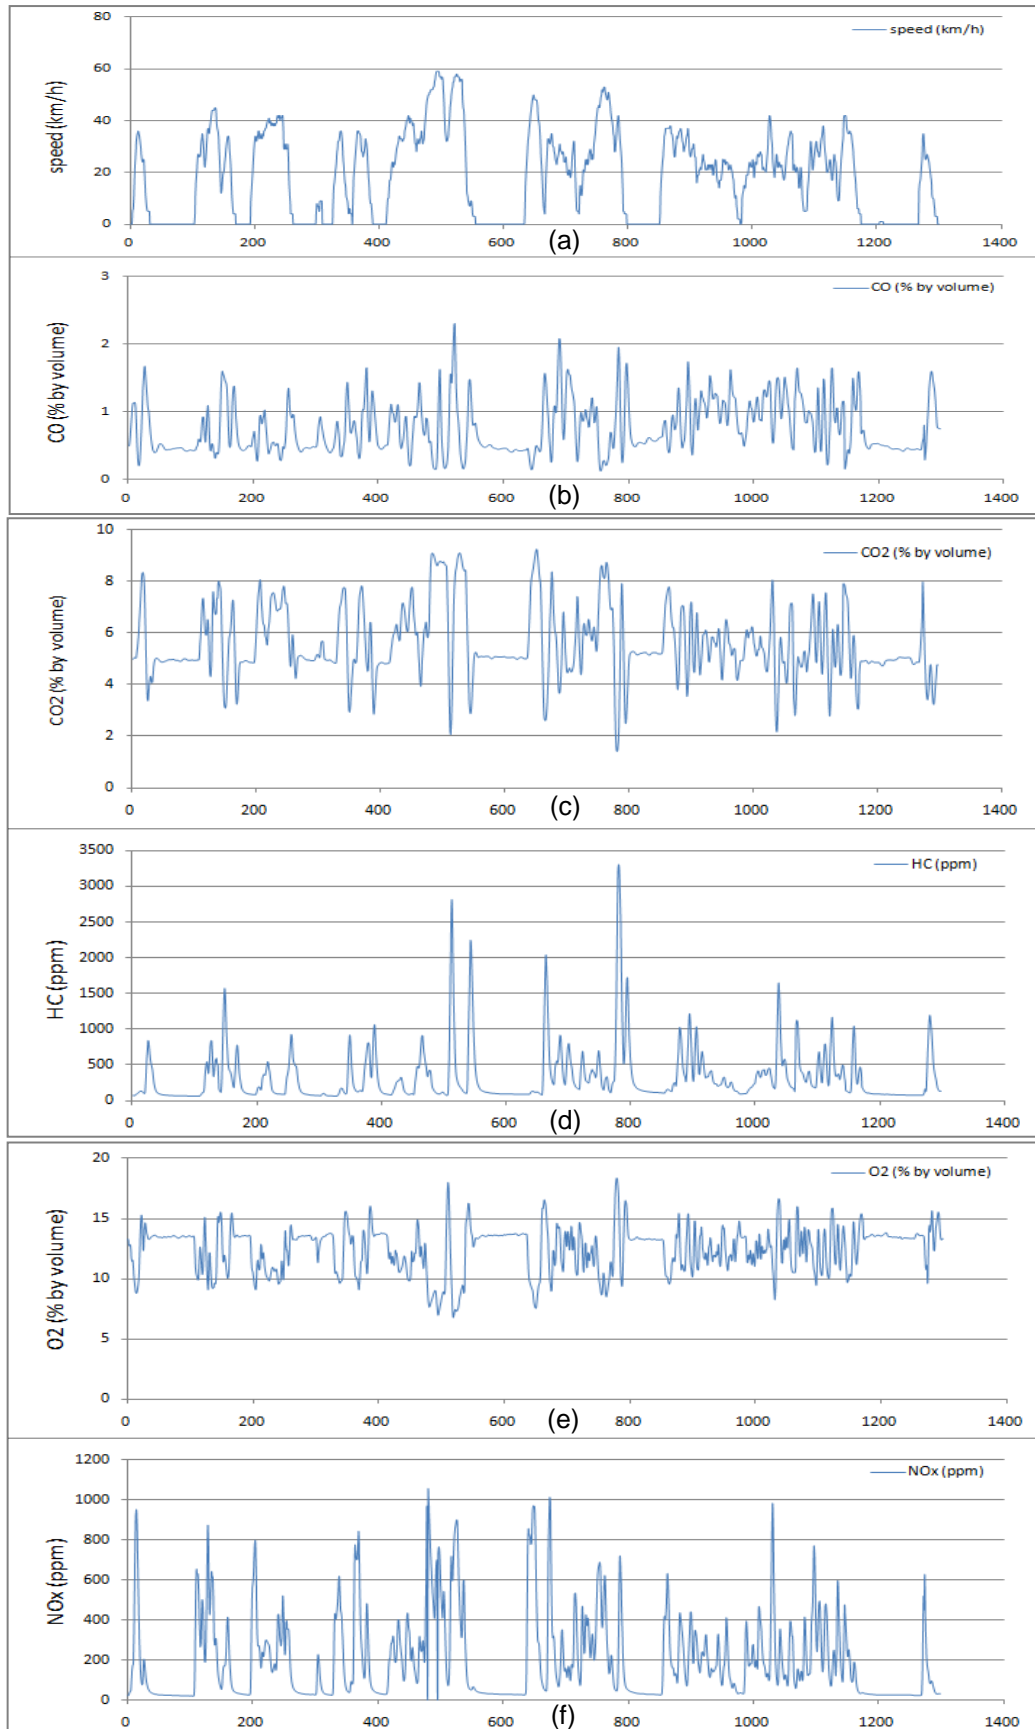 80
speed (km/h)
60
40
20
0
speed (km/h)
0 200 400 600 800 1000 1200 1400
(a)
3
CO (% by volume)
2
1
0
CO (% by volume)
0 200 400 600 800 1000 1200 1400
(b)
10
CO2 (% by volume)
8
6
4
2
0
CO2 (% by volume)
0 200 400 600 800 1000 1200 1400
(c)
3500
HC (ppm)
3000
2500
2000
1500
1000
500
0
HC (ppm)
0 200 400 600 800 1000 1200 1400
(d)
20
O2 (% by volume)
15
10
5
0
O2 (% by volume)
0 200 400 600 800 1000 1200 1400
(e)
1200
NOx (ppm)
1000
800
600
400
200
0
NOx (ppm)
0 200 400 600 800 1000 1200 1400
(f)